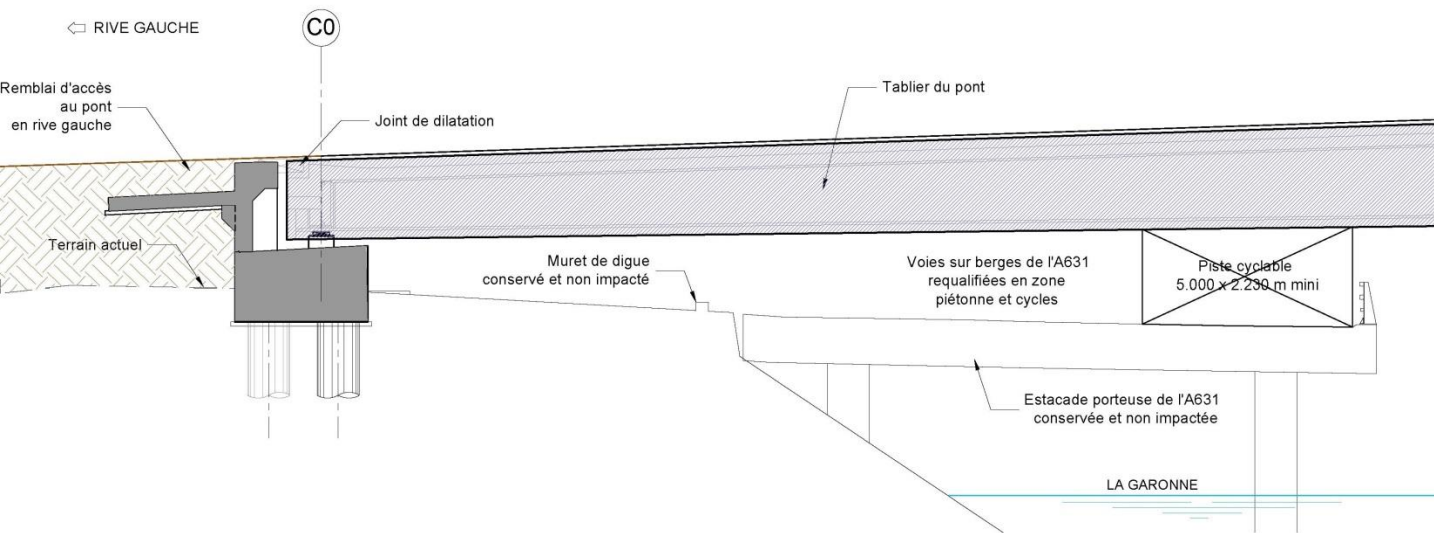 ⇦ RIVE GAUCHE
C0
Remblai d'accès
au pont
en rive gauche
Joint de dilatation
Tablier du pont
Terrain actuel
Muret de digue
conservé et non impacté
Voies sur berges de l'A631
requalifiées en zone
piétonne et cycles
Piste cyclable
5.000 x 2.230 m mini
Estacade porteuse de l'A631
conservée et non impactée
LA GARONNE